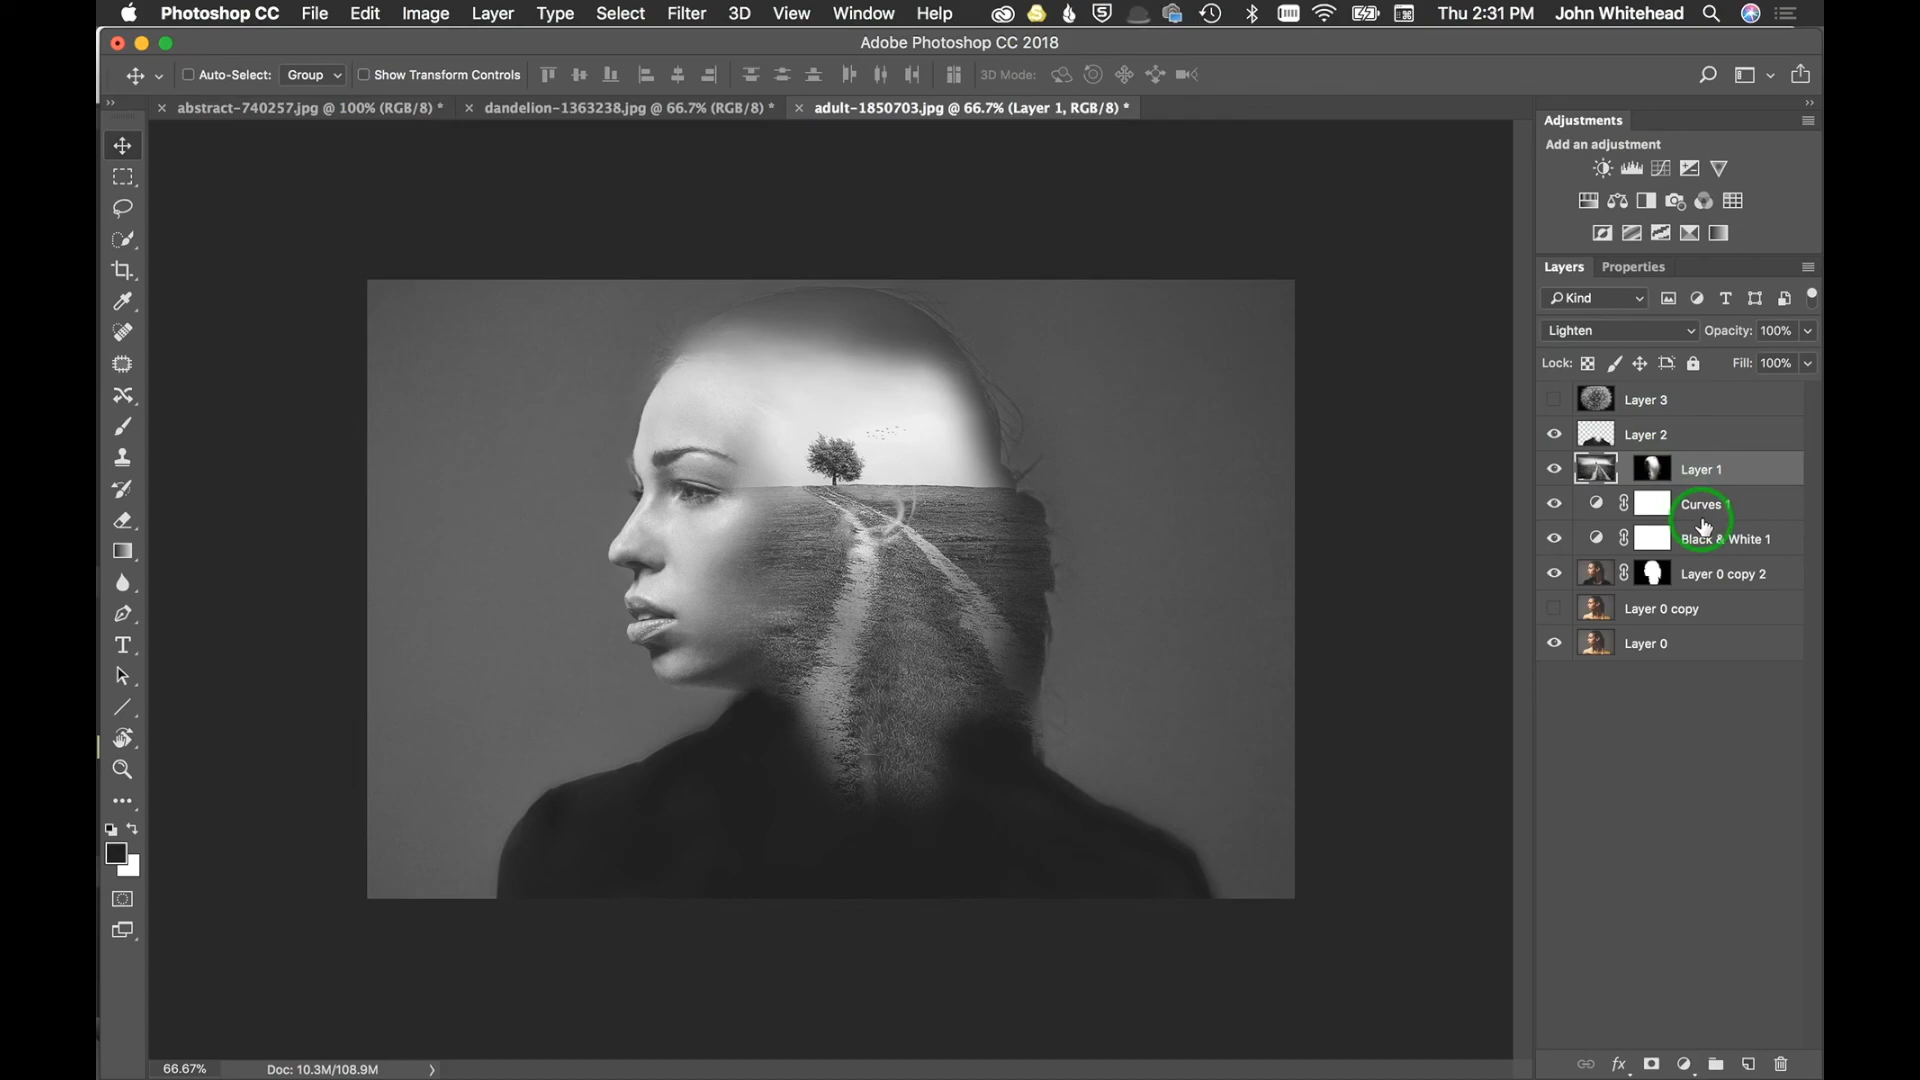 Photoshop CC File Edit Image Layer Type Select Filter 3D View Window Help Thu 2:31 PM John Whitehead
Adobe Photoshop CC 2018
Auto-Select: Group Show Transform Controls 3D Mode:
abstract-740257.jpg @ 100% (RGB/8) * dandelion-1363238.jpg @ 66.7% (RGB/8) * adult-1850703.jpg @ 66.7% (Layer 1, RGB/8) *
Adjustments
Add an adjustment
Layers Properties
Kind
Lighten Opacity: 100%
Lock: Fill: 100%
Layer 3
Layer 2
Layer 1
Curves 1
Black & White 1
Layer 0 copy 2
Layer 0 copy
Layer 0
66.67% Doc: 10.3M/108.9M